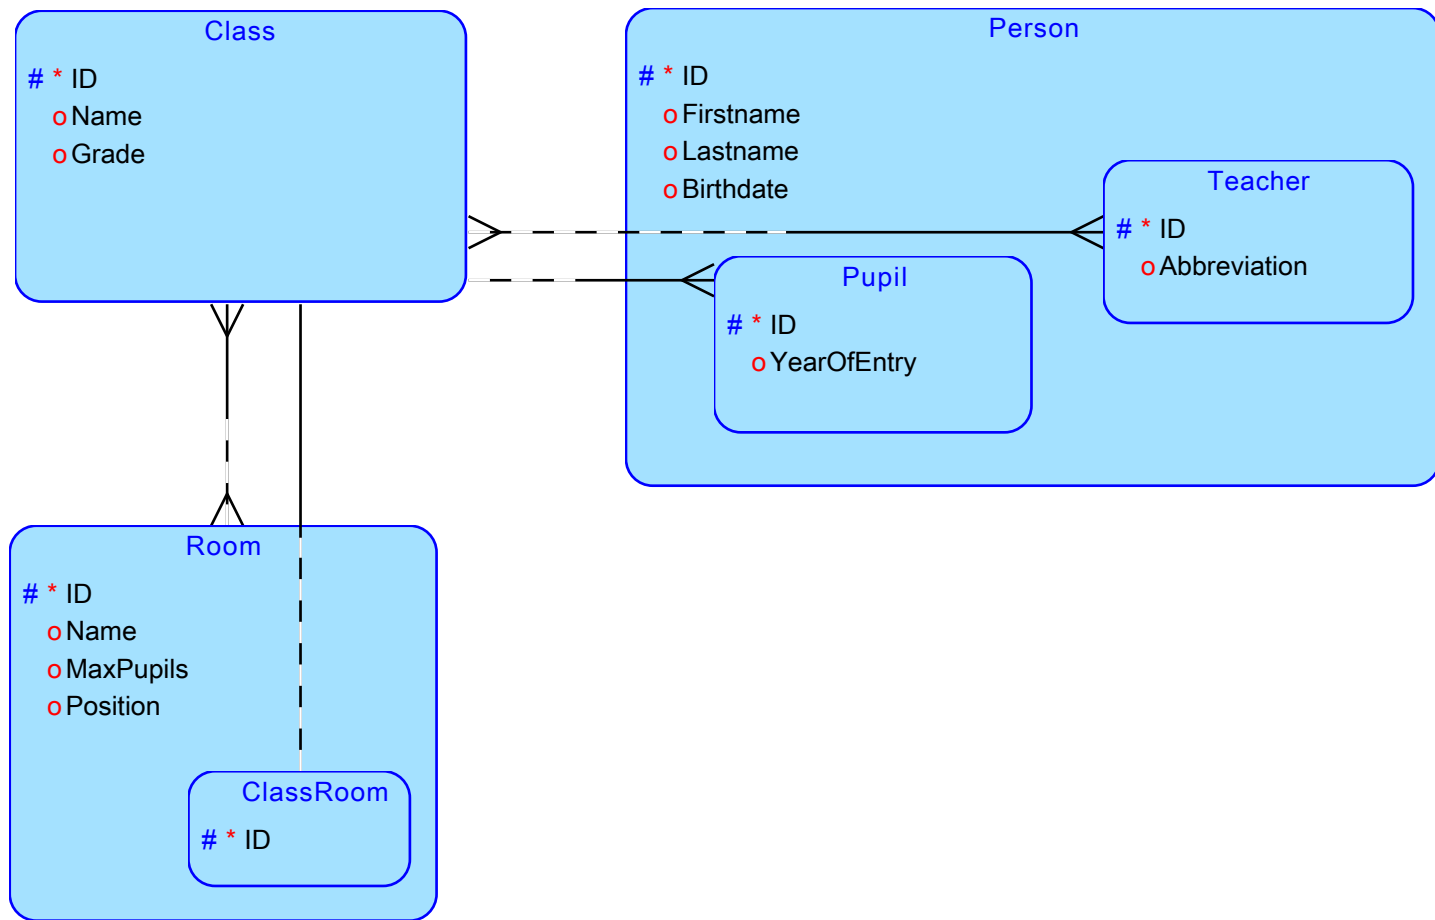 Class
# * ID
o Name
o Grade
Person
# * ID
o Firstname
o Lastname
o Birthdate
Teacher
# * ID
o Abbreviation
Pupil
# * ID
o YearOfEntry
Room
# * ID
o Name
o MaxPupils
o Position
ClassRoom
# * ID